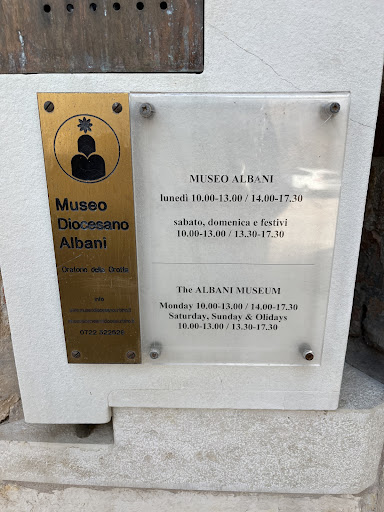 Museo
Diocesano
Albani
Oratorio della Grotta
info
0722 322521
MUSEO ALBANI
lunedì 10.00-13.00 / 14.00-17.30
sabato, domenica e festivi
10.00-13.00 / 13.30-17.30
The ALBANI MUSEUM
Monday 10.00-13.00 / 14.00-17.30
Saturday, Sunday & Olidays
10.00-13.00 / 13.30-17.30